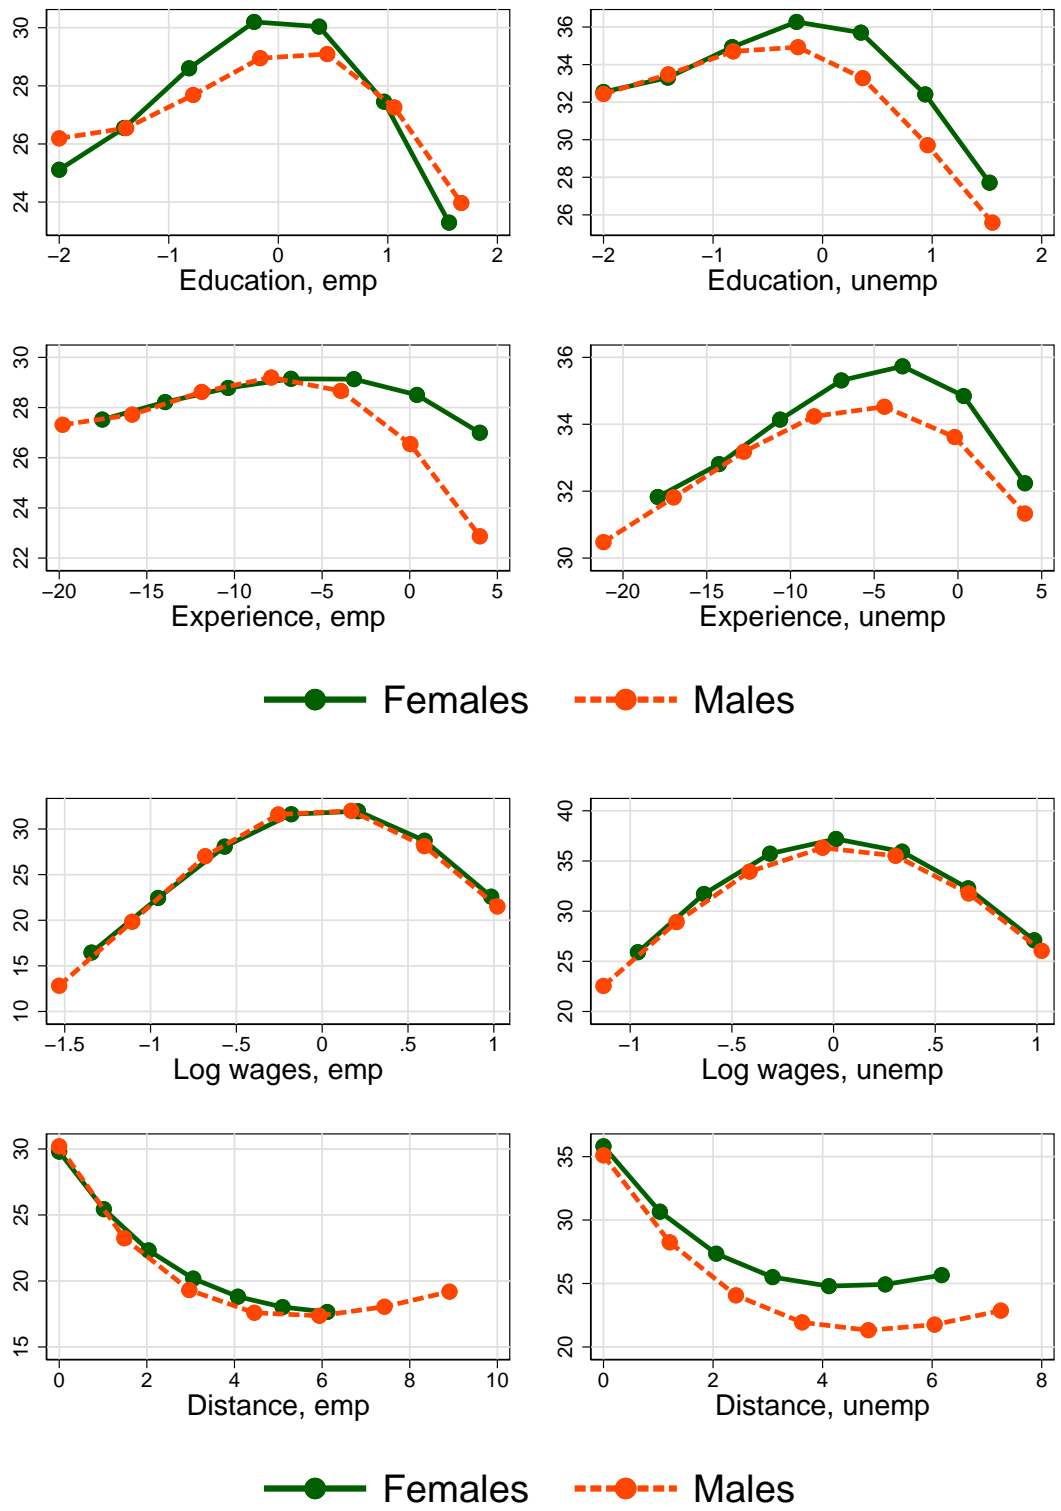 30
28
26
24
−2 −1 0 1 2
Education, emp
36
34
32
30
28
26
−2 −1 0 1 2
Education, unemp
30
28
26
24
22
−20 −15 −10 −5 0 5
Experience, emp
36
34
32
30
−20 −15 −10 −5 0 5
Experience, unemp
Females Males
30
25
20
15
10
−1.5 −1 −.5 0 .5 1
Log wages, emp
40
35
30
25
20
−1 −.5 0 .5 1
Log wages, unemp
30
25
20
15
0 2 4 6 8 10
Distance, emp
35
30
25
20
0 2 4 6 8
Distance, unemp
Females Males